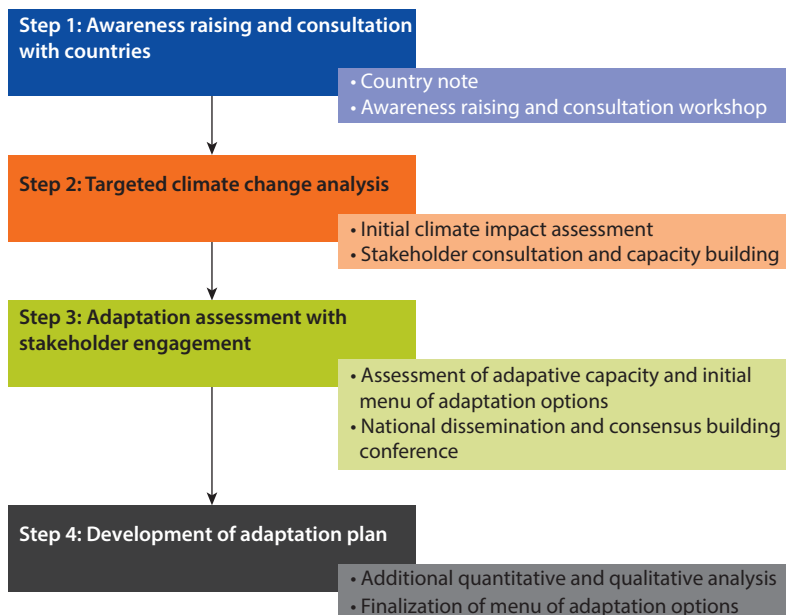 Step 1: Awareness raising and consultation
with countries
• Country note
• Awareness raising and consultation workshop
Step 2: Targeted climate change analysis
• Initial climate impact assessment
• Stakeholder consultation and capacity building
Step 3: Adaptation assessment with
stakeholder engagement
• Assessment of adapative capacity and initial
menu of adaptation options
• National dissemination and consensus building
conference
Step 4: Development of adaptation plan
• Additional quantitative and qualitative analysis
• Finalization of menu of adaptation options